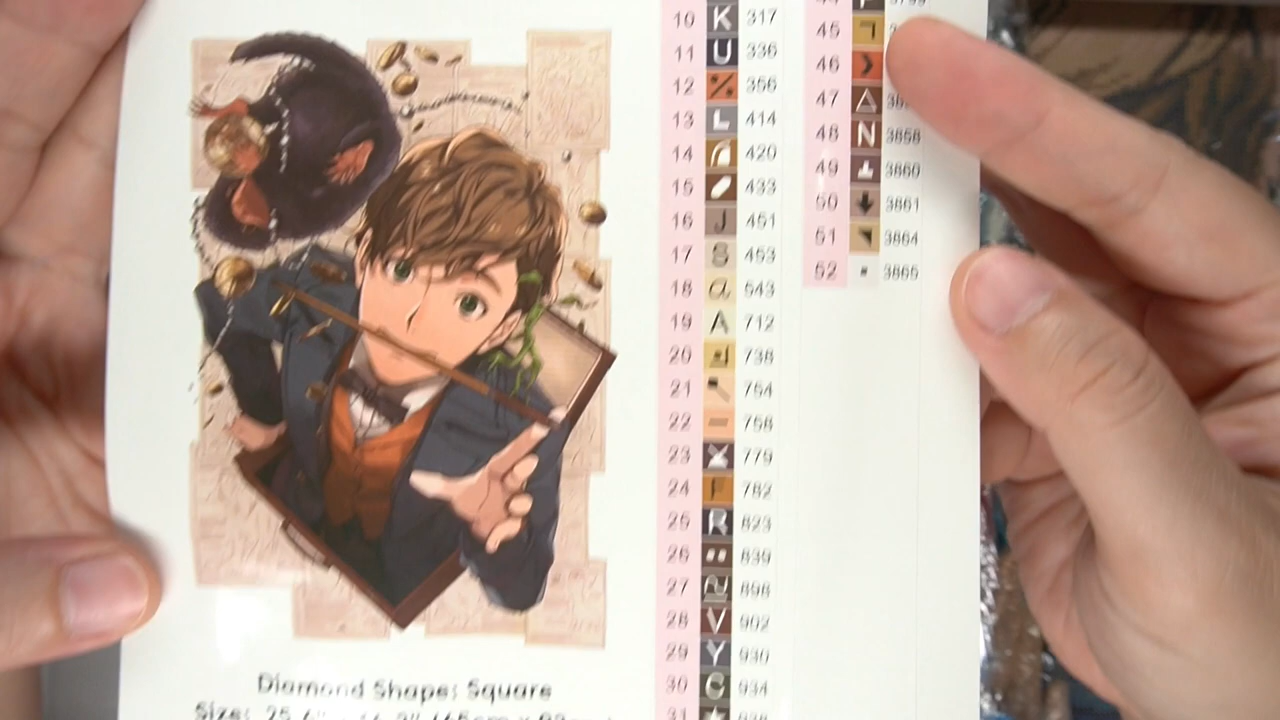 10 K 317
11 U 336
12 % 356
13 L 414
14 420
15 433
16 J 451
17 S 453
18 a 543
19 A 712
20 738
21 754
22 758
23 779
24 F 782
25 R 823
26 839
27 898
28 V 902
29 Y 930
30 C 934
31 ★
45
46
47
48 N 3858
49 3860
50 3861
51 3864
52 3865
Diamond Shape: Square
Size: